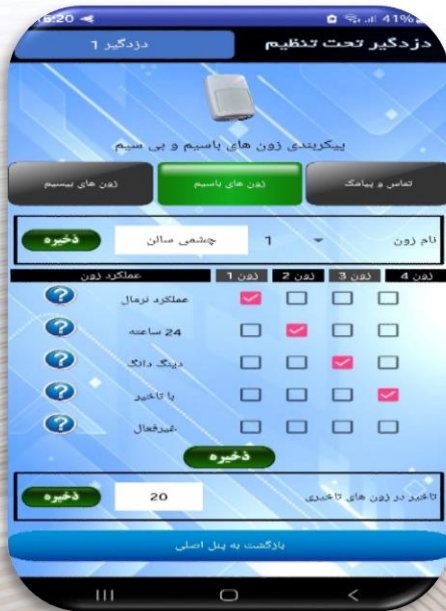 16:20 41%
دزدگیر تحت تنظیم دزدگیر 1
پیکربندی زون های باسیم و بی سیم
تماس و پیامک زون های باسیم زون های بیسیم
نام زون 1 چشمی سالن ذخیره
زون 4 زون 3 زون 2 زون 1 عملکرد زون
عملکرد نرمال
24 ساعته
دینگ دانگ
با تاخیر
غیرفعال
ذخیره
تاخیر در زون های تاخیری 20 ذخیره
بازگشت به پنل اصلی